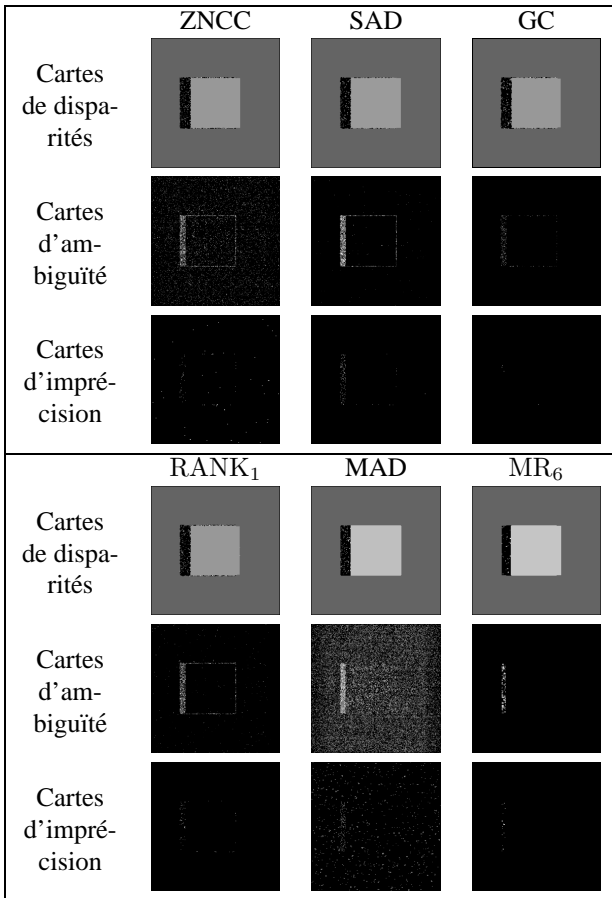 ZNCC SAD GC
Cartes
de dispa-
rités
Cartes
d'am-
biguïté
Cartes
d'impré-
cision
RANK₁ MAD MR₆
Cartes
de dispa-
rités
Cartes
d'am-
biguïté
Cartes
d'impré-
cision